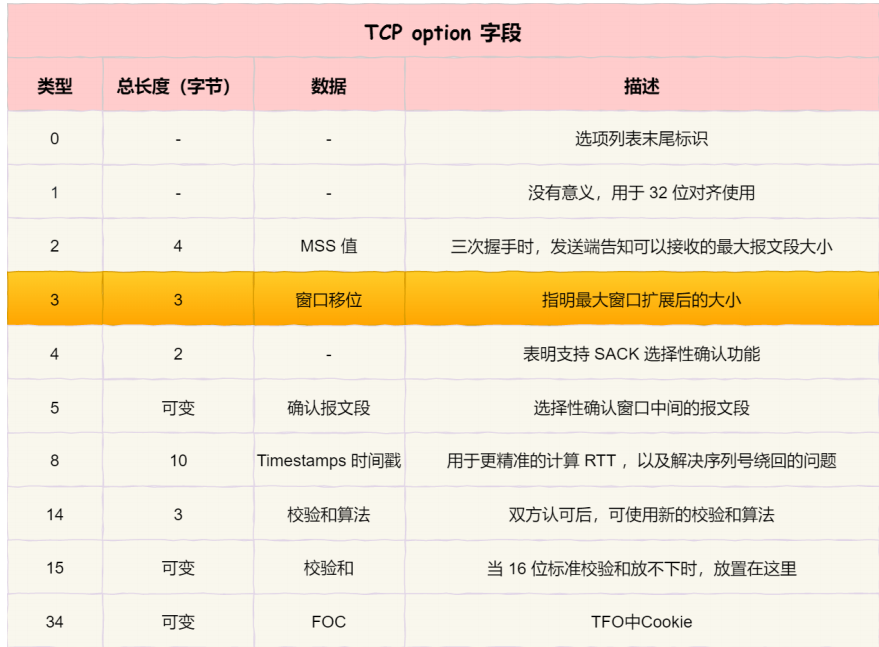 TCP option 字段
类型 总长度（字节） 数据 描述
0 - - 选项列表末尾标识
1 - - 没有意义，用于 32 位对齐使用
2 4 MSS 值 三次握手时，发送端告知可以接收的最大报文段大小
3 3 窗口移位 指明最大窗口扩展后的大小
4 2 - 表明支持 SACK 选择性确认功能
5 可变 确认报文段 选择性确认窗口中间的报文段
8 10 Timestamps 时间戳 用于更精准的计算 RTT ，以及解决序列号绕回的问题
14 3 校验和算法 双方认可后，可使用新的校验和算法
15 可变 校验和 当 16 位标准校验和放不下时，放置在这里
34 可变 FOC TFO中Cookie